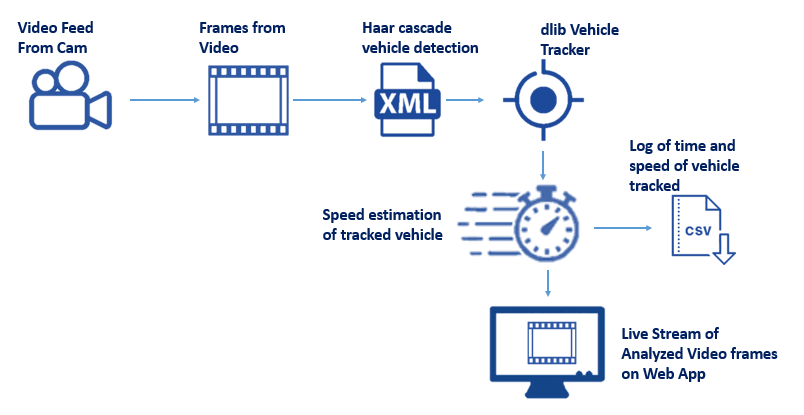 Video Feed
From Cam
Frames from
Video
Haar cascade
vehicle detection
XML
dlib Vehicle
Tracker
Log of time and
speed of vehicle
tracked
CSV
Speed estimation
of tracked vehicle
Live Stream of
Analyzed Video frames
on Web App